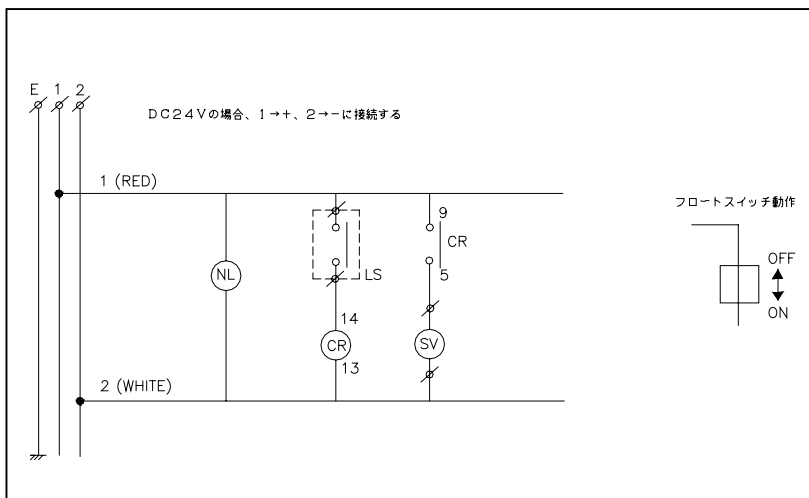 E 1 2
DC24Vの場合、1→+、2→−に接続する
1 (RED)
フロートスイッチ動作
9
CR
OFF
NL
LS
5
ON
14
CR
SV
13
2 (WHITE)